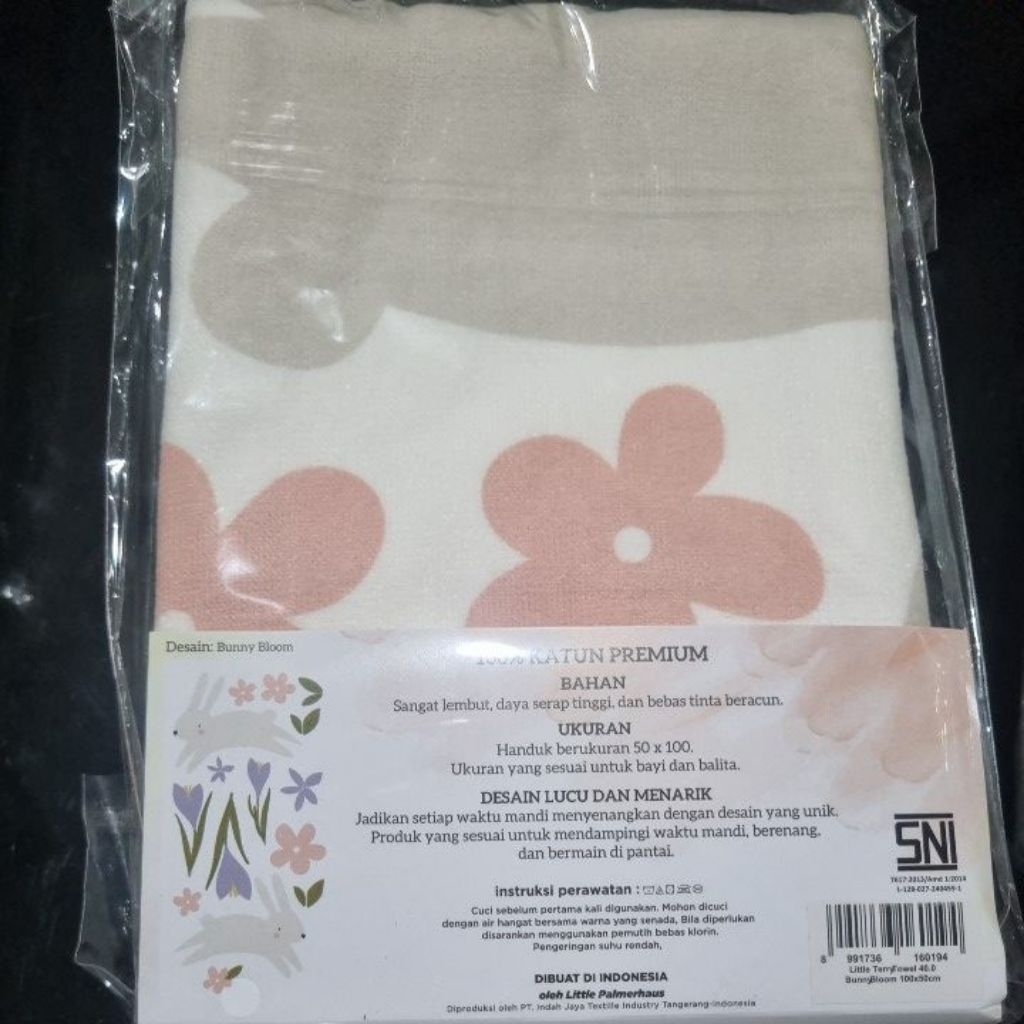 Desain: Bunny Bloom
100% KATUN PREMIUM
BAHAN
Sangat lembut, daya serap tinggi, dan bebas tinta beracun.
UKURAN
Handuk berukuran 50 x 100.
Ukuran yang sesuai untuk bayi dan balita.
DESAIN LUCU DAN MENARIK
Jadikan setiap waktu mandi menyenangkan dengan desain yang unik.
Produk yang sesuai untuk mendampingi waktu mandi, berenang,
dan bermain di pantai.
instruksi perawatan :
Cuci sebelum pertama kali digunakan. Mohon dicuci
dengan air hangat bersama warna yang senada, Bila diperlukan
disarankan menggunakan pemutih bebas klorin.
Pengeringan suhu rendah,
DIBUAT DI INDONESIA
oleh Little Palmerhaus
Diproduksi oleh PT. Indah Jaya Textile Industry Tangerang-Indonesia
SNI
7617:2013/Amd 1:2014
8 991736 160194
Little TerryTowel 40.0
BunnyBloom 100x50cm